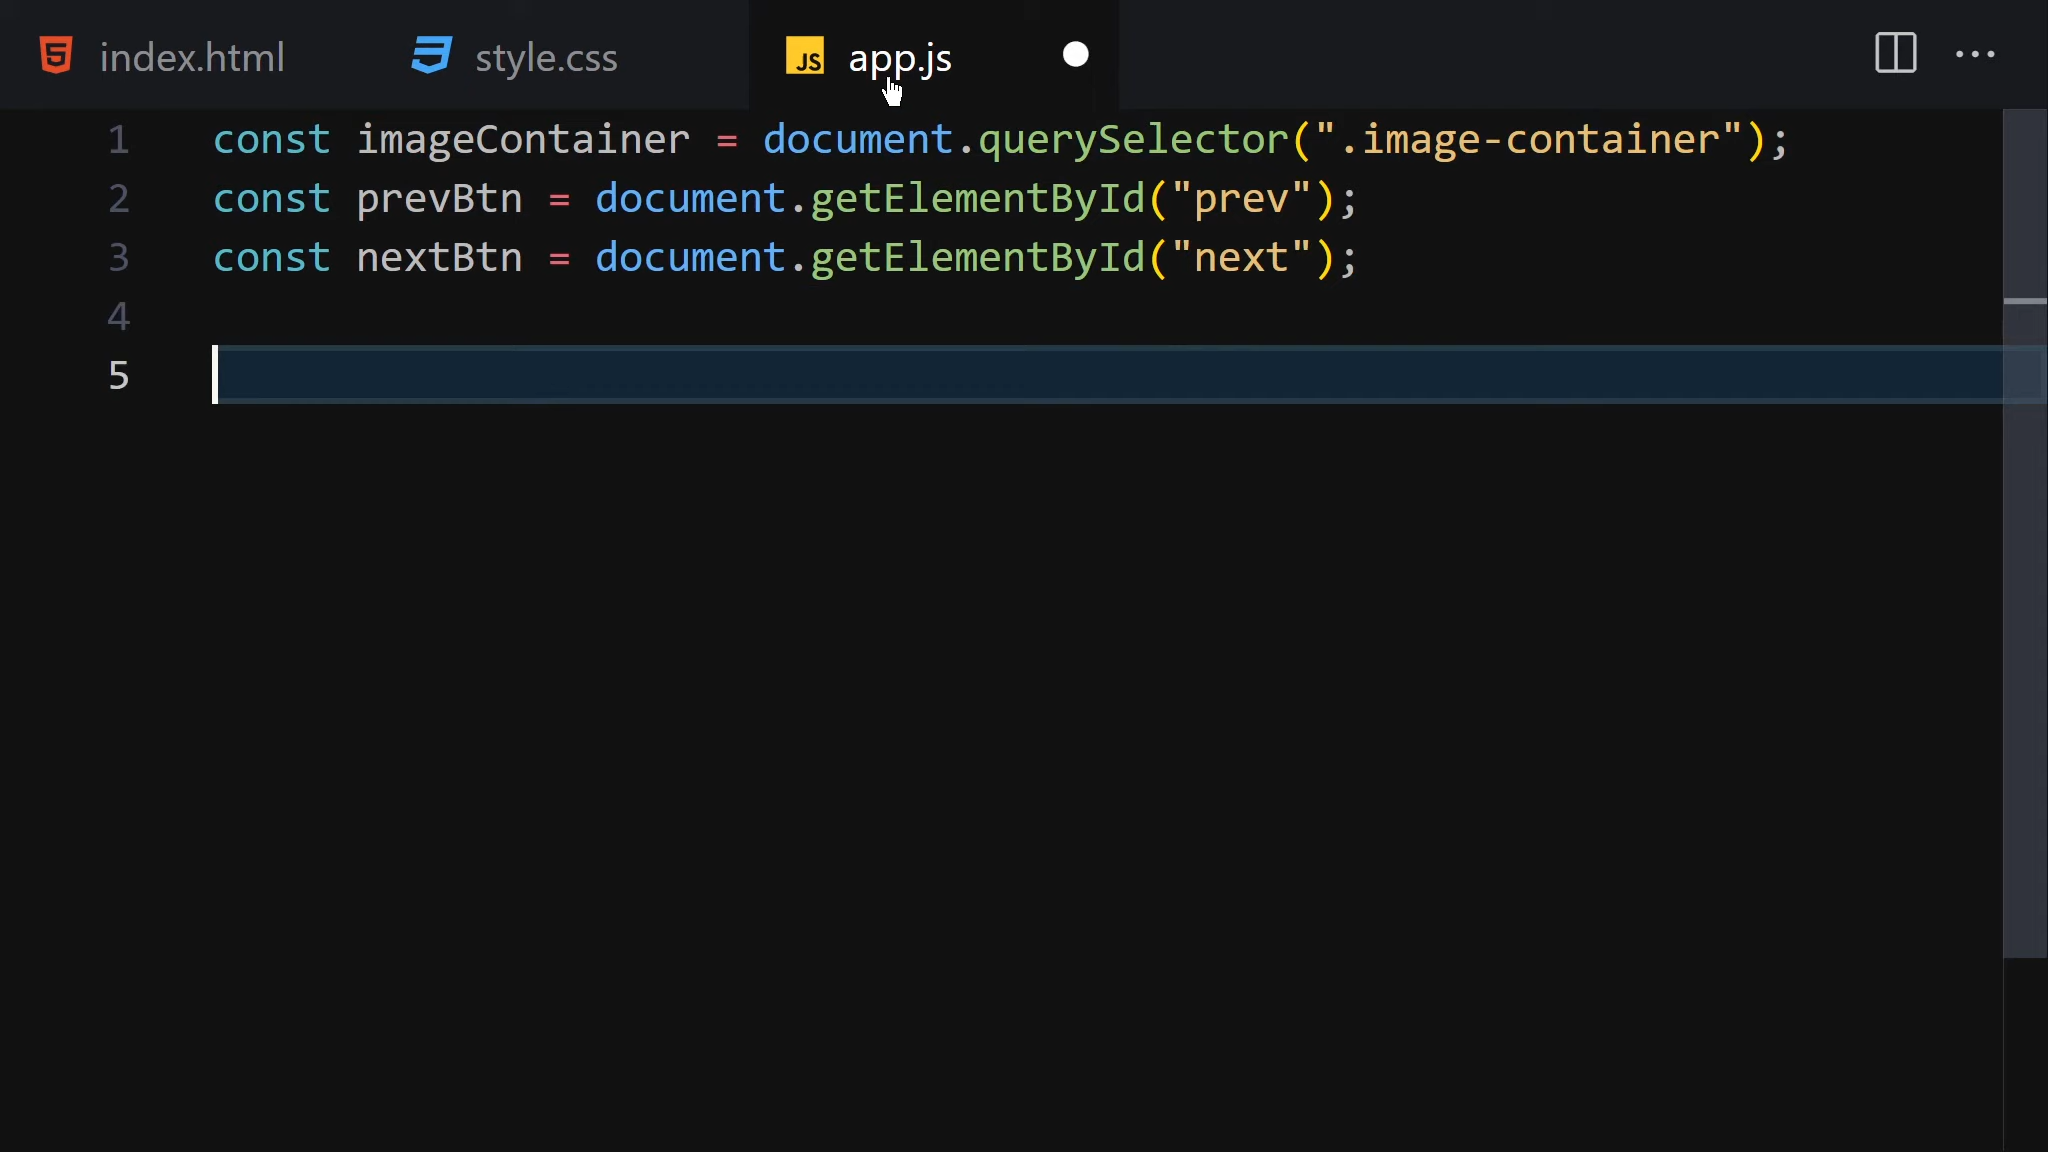 index.html style.css JS app.js
1 const imageContainer = document.querySelector(".image-container");
2 const prevBtn = document.getElementById("prev");
3 const nextBtn = document.getElementById("next");
4
5